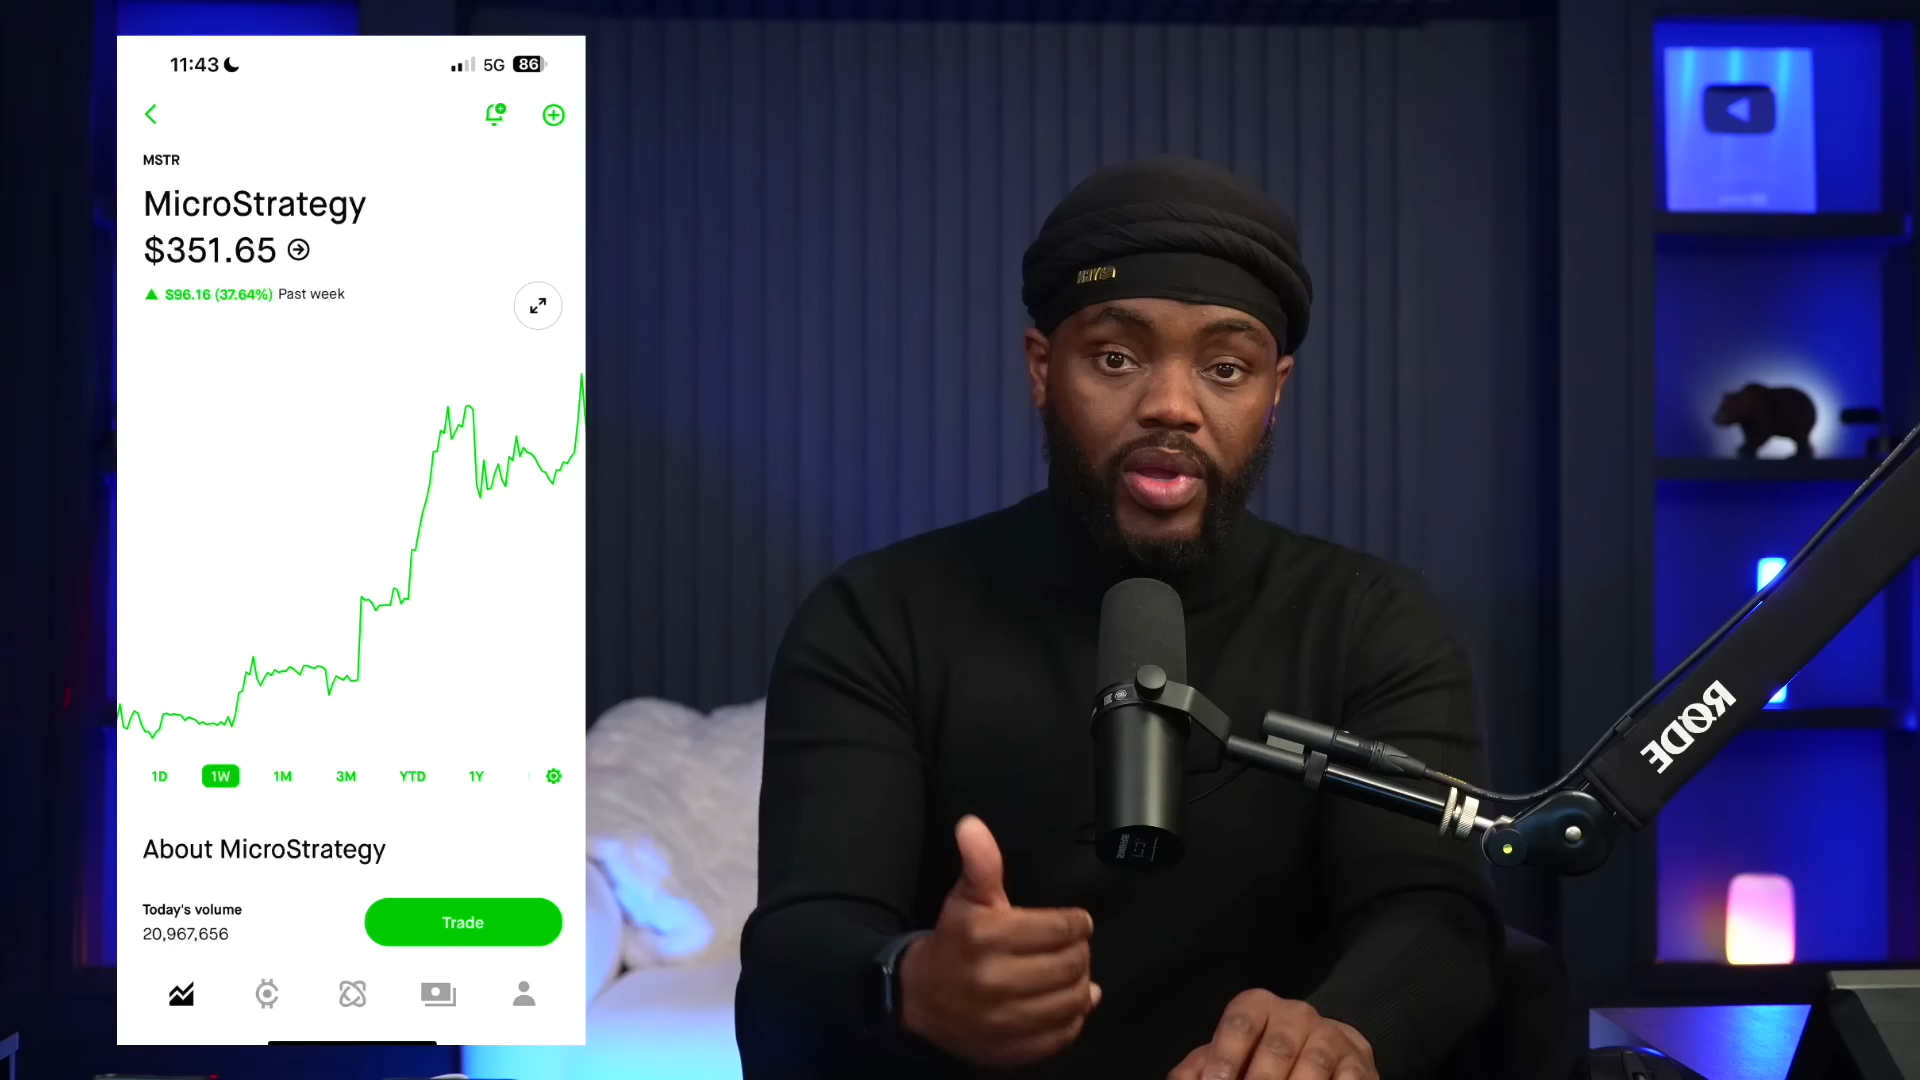 11:43
5G 86
MSTR
MicroStrategy
$351.65
$96.16 (37.64%) Past week
1D 1W 1M 3M YTD 1Y
About MicroStrategy
Today's volume
20,967,656
Trade
RODE